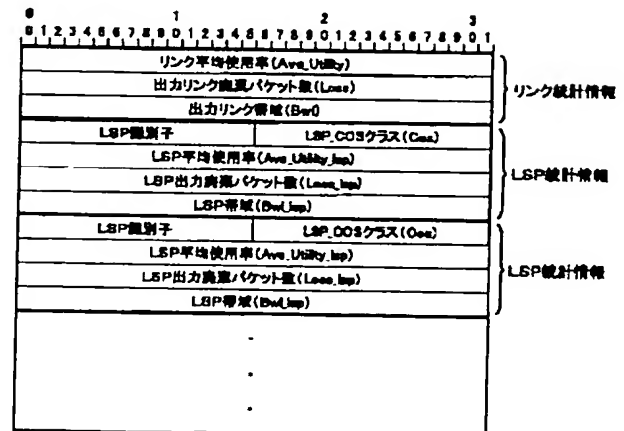 0 1 2 3
0 1 2 3 4 5 6 7 8 9 0 1 2 3 4 5 6 7 8 9 0 1 2 3 4 5 6 7 8 9 0 1
リンク平均使用率(Ave_Utility)
出力リンク廃棄パケット数(Loss)
出力リンク帯域(Bwl)
リンク統計情報
LSP識別子 LSP_COSクラス(Cos)
LSP平均使用率(Ave_Utility_lsp)
LSP出力廃棄パケット数(Loss_lsp)
LSP帯域(Bwl_lsp)
LSP統計情報
LSP識別子 LSP_COSクラス(Cos)
LSP平均使用率(Ave_Utility_lsp)
LSP出力廃棄パケット数(Loss_lsp)
LSP帯域(Bwl_lsp)
LSP統計情報